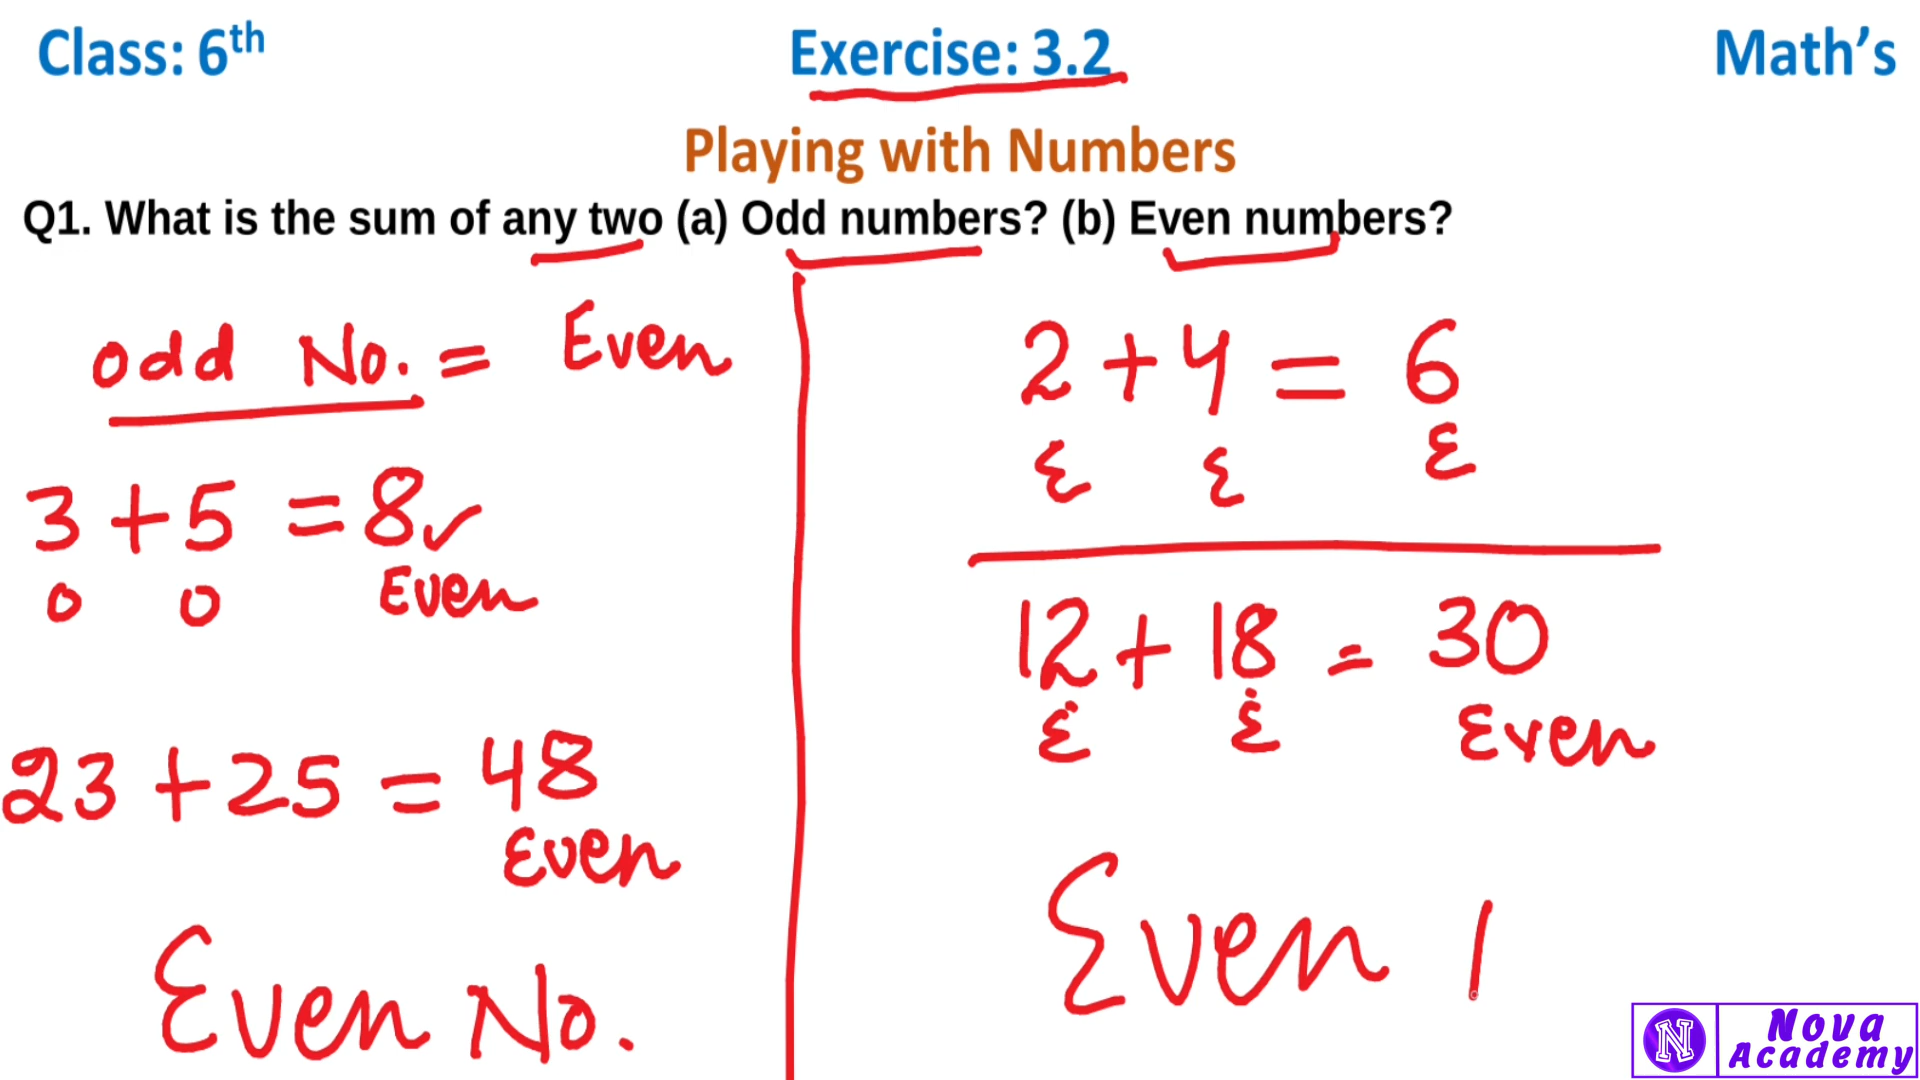 Class: 6th
Exercise: 3.2
Math's
Playing with Numbers
Q1. What is the sum of any two (a) Odd numbers? (b) Even numbers?
odd No. = Even
3 + 5 = 8
O O Even
23 + 25 = 48
Even
Even No.
2 + 4 = 6
E E E
12 + 18 = 30
E E Even
Even
Nova
Academy